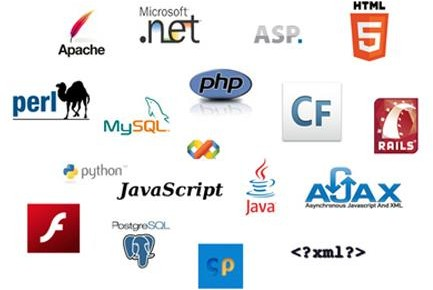 Apache
Microsoft
.net
ASP.
HTML
5
perl
MySQL
php
CF
RAILS
python
JavaScript
Java
AJAX
Asynchronous Javascript And XML
f
PostgreSQL
<?xml?>